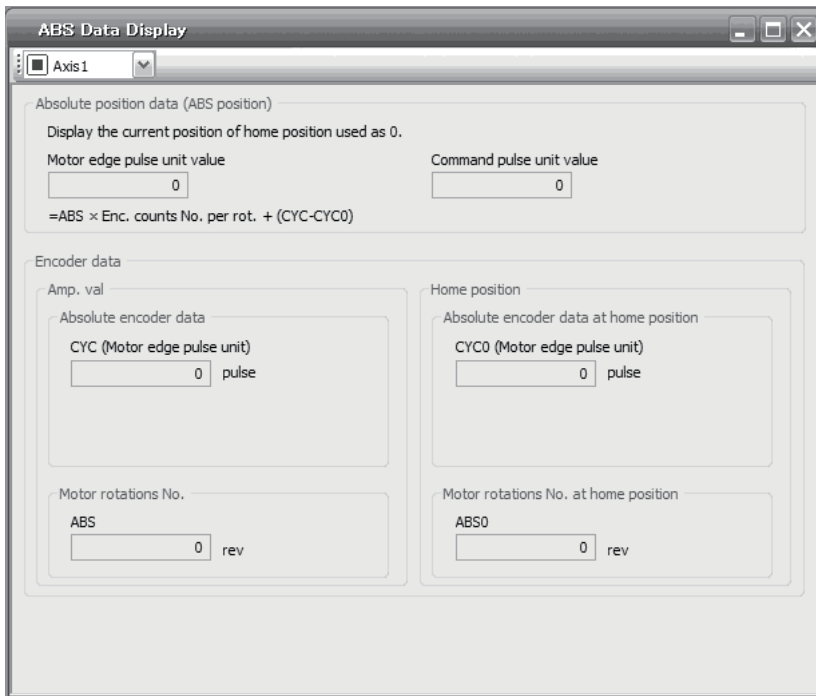 ABS Data Display
Axis1
Absolute position data (ABS position)
Display the current position of home position used as 0.
Motor edge pulse unit value Command pulse unit value
0 0
=ABS × Enc. counts No. per rot. + (CYC-CYC0)
Encoder data
Amp. val Home position
Absolute encoder data Absolute encoder data at home position
CYC (Motor edge pulse unit) CYC0 (Motor edge pulse unit)
0 pulse 0 pulse
Motor rotations No. Motor rotations No. at home position
ABS ABS0
0 rev 0 rev